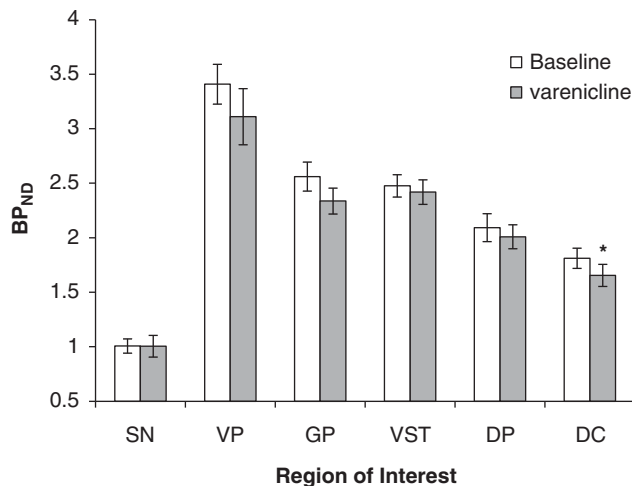 4
3.5
3
2.5
2
1.5
1
0.5
BP_ND
Baseline
varenicline
*
SN VP GP VST DP DC
Region of Interest